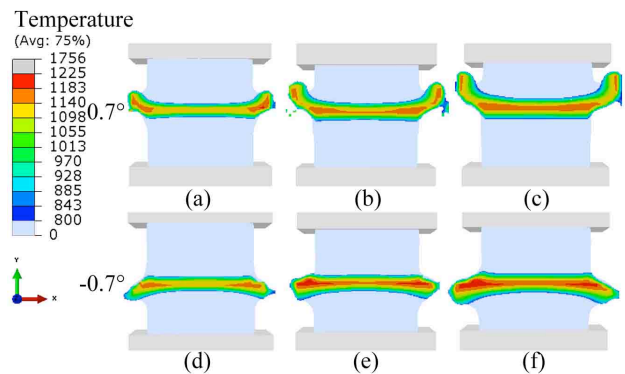 Temperature
(Avg: 75%)
1756
1225
1183
1140
1098
1055
1013
970
928
885
843
800
0
0.7°
(a) (b) (c)
-0.7°
Y
X
(d) (e) (f)